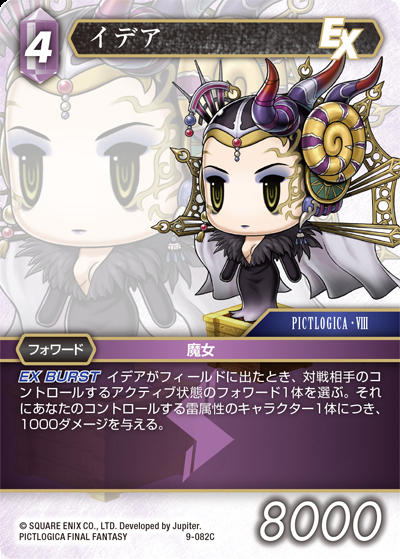 4
イデア
EX
PICTLOGICA・VIII
フォワード
魔女
EX BURST イデアがフィールドに出たとき、対戦相手のコ
ントロールするアクティブ状態のフォワード1体を選ぶ。それ
にあなたのコントロールする雷属性のキャラクター1体につき、
1000ダメージを与える。
© SQUARE ENIX CO., LTD. Developed by Jupiter.
PICTLOGICA FINAL FANTASY
9-082C
8000